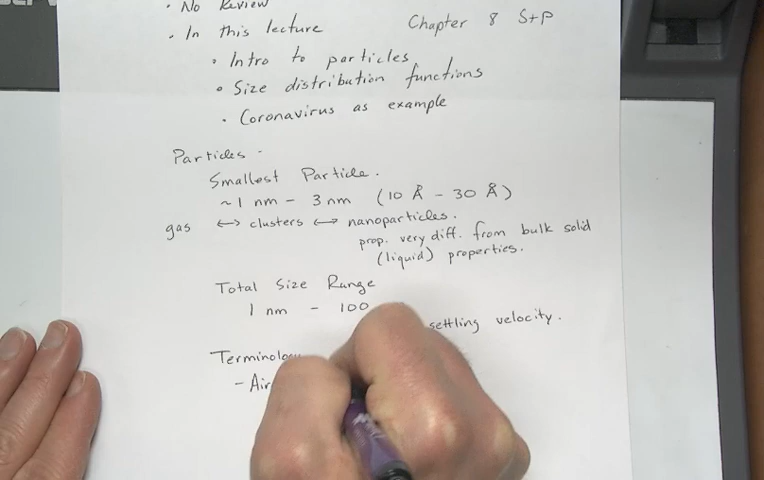 • No Review
• In this lecture Chapter 8 S+P
• Intro to particles
• Size distribution functions
• Coronavirus as example
Particles -
Smallest Particle.
~ 1 nm - 3 nm (10 Å - 30 Å)
gas <-> clusters <-> nanoparticles.
prop. very diff. from bulk solid
(liquid) properties.
Total Size Range
1 nm - 100
settling velocity.
Terminology
- Air